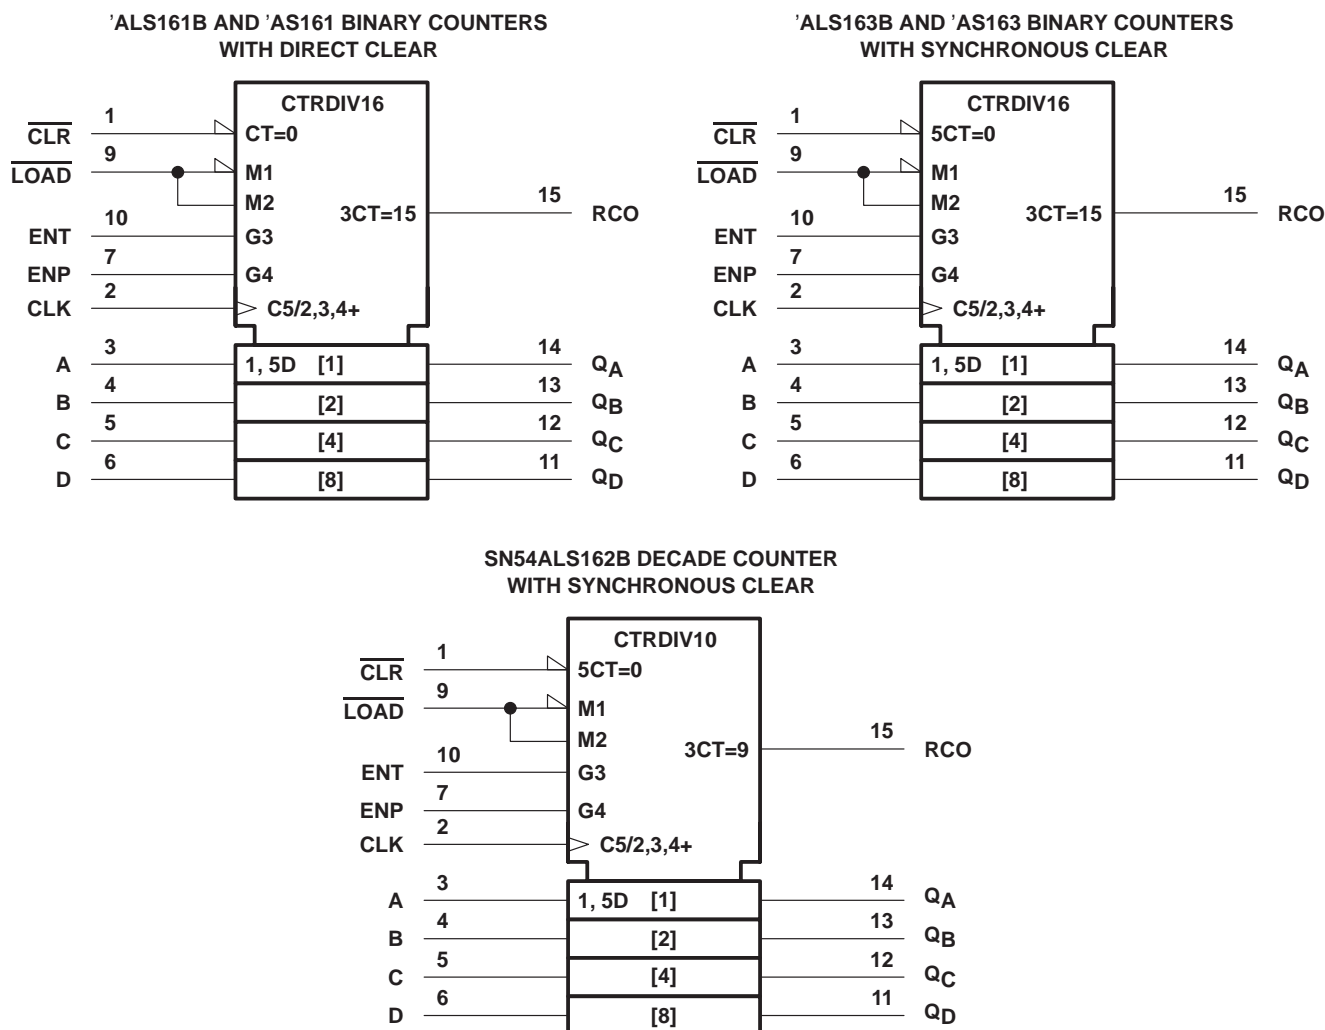 ’ALS161B AND ’AS161 BINARY COUNTERS
WITH DIRECT CLEAR
CTRDIV16
CLR 1 CT=0
LOAD 9 M1
M2
3CT=15 15 RCO
ENT 10 G3
ENP 7 G4
CLK 2 C5/2,3,4+
A 3 1, 5D [1] 14 QA
B 4 [2] 13 QB
C 5 [4] 12 QC
D 6 [8] 11 QD
’ALS163B AND ’AS163 BINARY COUNTERS
WITH SYNCHRONOUS CLEAR
CTRDIV16
CLR 1 5CT=0
LOAD 9 M1
M2
3CT=15 15 RCO
ENT 10 G3
ENP 7 G4
CLK 2 C5/2,3,4+
A 3 1, 5D [1] 14 QA
B 4 [2] 13 QB
C 5 [4] 12 QC
D 6 [8] 11 QD
SN54ALS162B DECADE COUNTER
WITH SYNCHRONOUS CLEAR
CTRDIV10
CLR 1 5CT=0
LOAD 9 M1
M2
3CT=9 15 RCO
ENT 10 G3
ENP 7 G4
CLK 2 C5/2,3,4+
A 3 1, 5D [1] 14 QA
B 4 [2] 13 QB
C 5 [4] 12 QC
D 6 [8] 11 QD